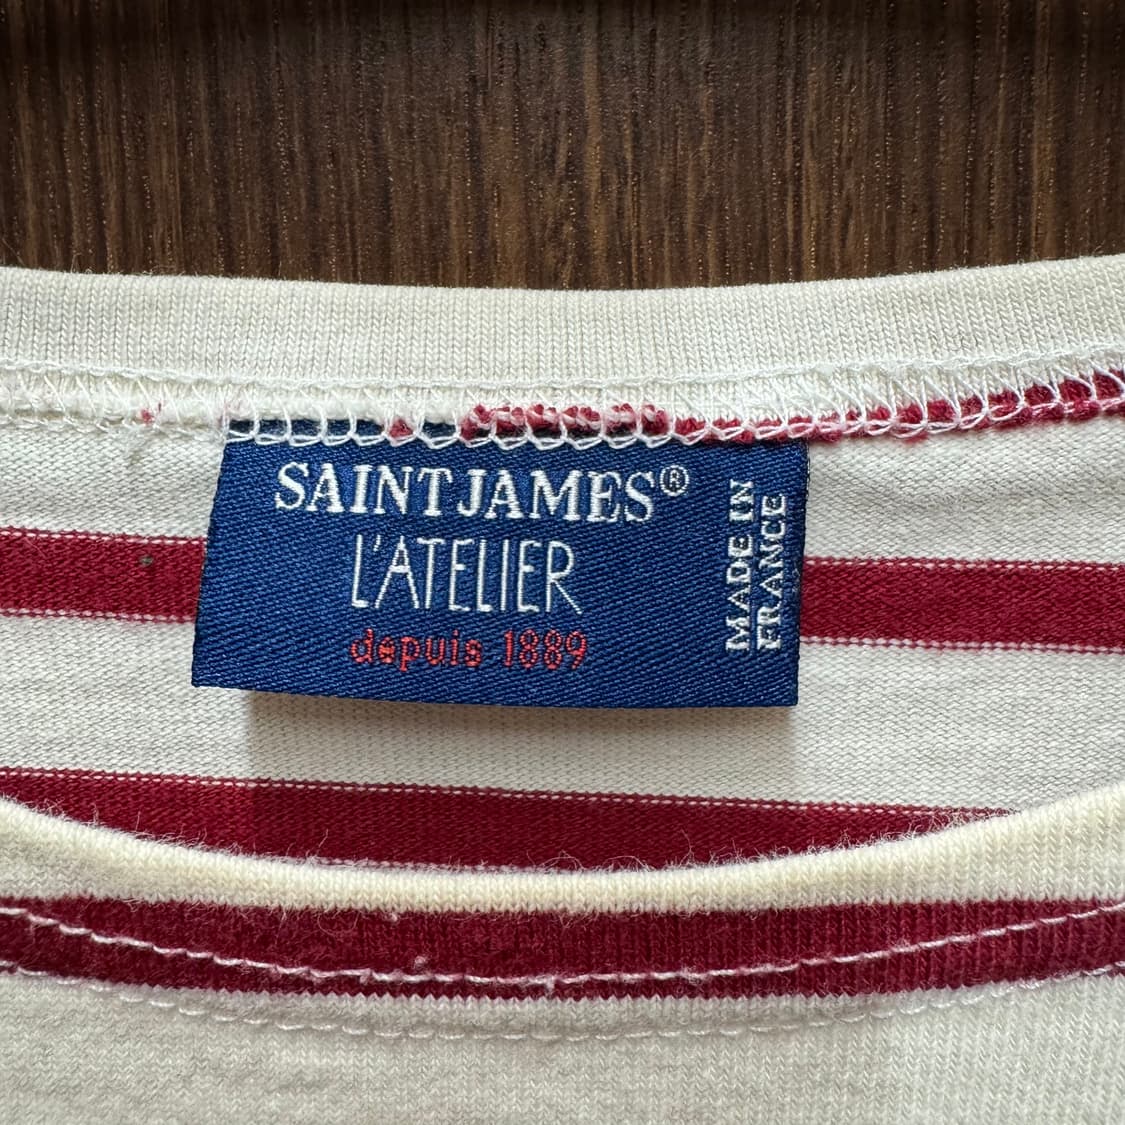 SAINT JAMES®
L'ATELIER
depuis 1889
MADE IN
FRANCE